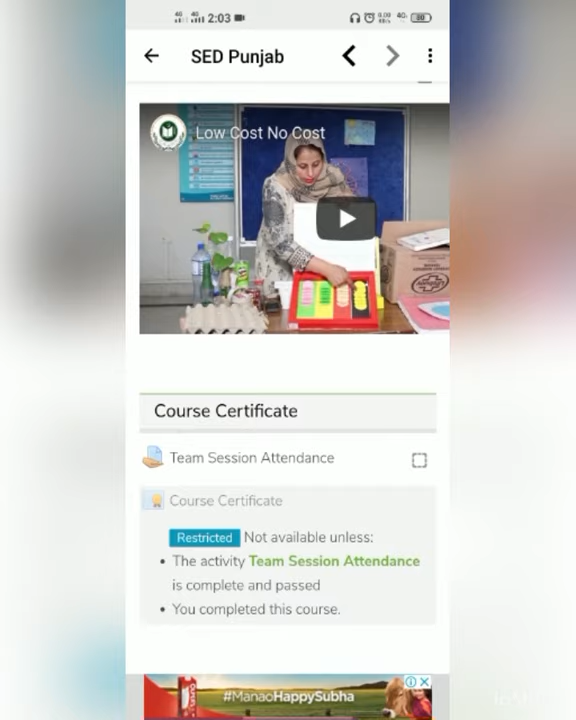 2:03
SED Punjab
Low Cost No Cost
Course Certificate
Team Session Attendance
Course Certificate
Restricted Not available unless:
The activity Team Session Attendance
is complete and passed
You completed this course.
#ManaoHappySubha